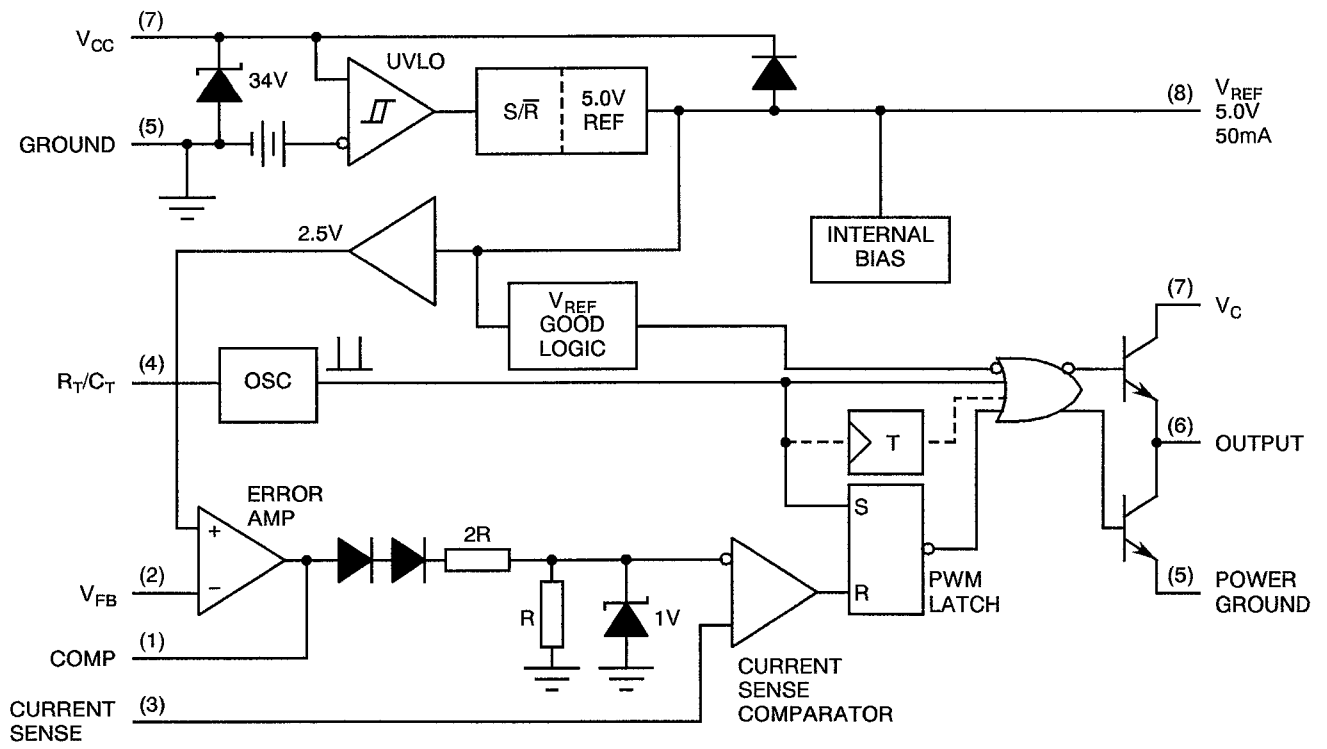 (7)
V_CC
UVLO
34V
S/R̅
5.0V
REF
(8)
V_REF
5.0V
50mA
(5)
GROUND
2.5V
INTERNAL
BIAS
V_REF
GOOD
LOGIC
(7)
V_C
(4)
R_T/C_T
OSC
T
(6)
OUTPUT
ERROR
AMP
+
−
2R
S
R
PWM
LATCH
(2)
V_FB
R
1V
(5)
POWER
GROUND
(1)
COMP
CURRENT
SENSE
COMPARATOR
(3)
CURRENT
SENSE